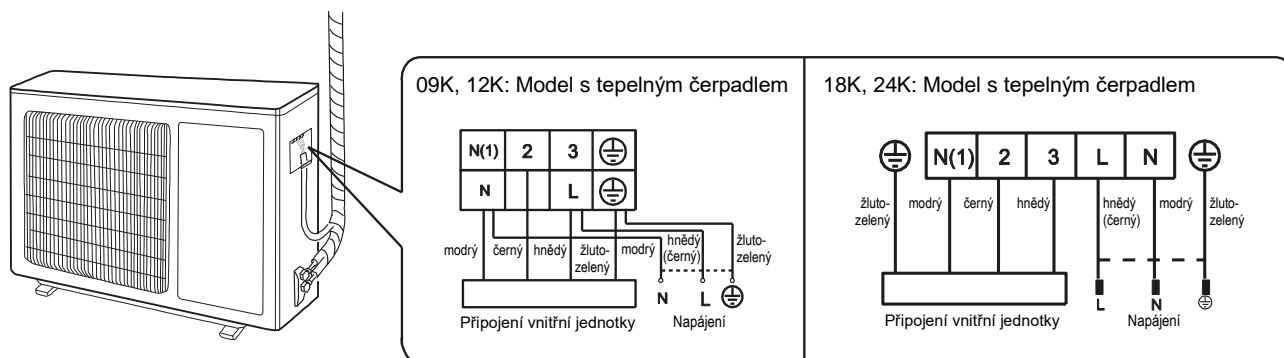 09K, 12K: Model s tepelným čerpadlem
N(1) 2 3
N L
modrý černý hnědý žluto-
zelený modrý hnědý
(černý) žluto-
zelený
N L
Připojení vnitřní jednotky Napájení
18K, 24K: Model s tepelným čerpadlem
N(1) 2 3 L N
žluto-
zelený modrý černý hnědý hnědý
(černý) modrý žluto-
zelený
L N
Připojení vnitřní jednotky Napájení